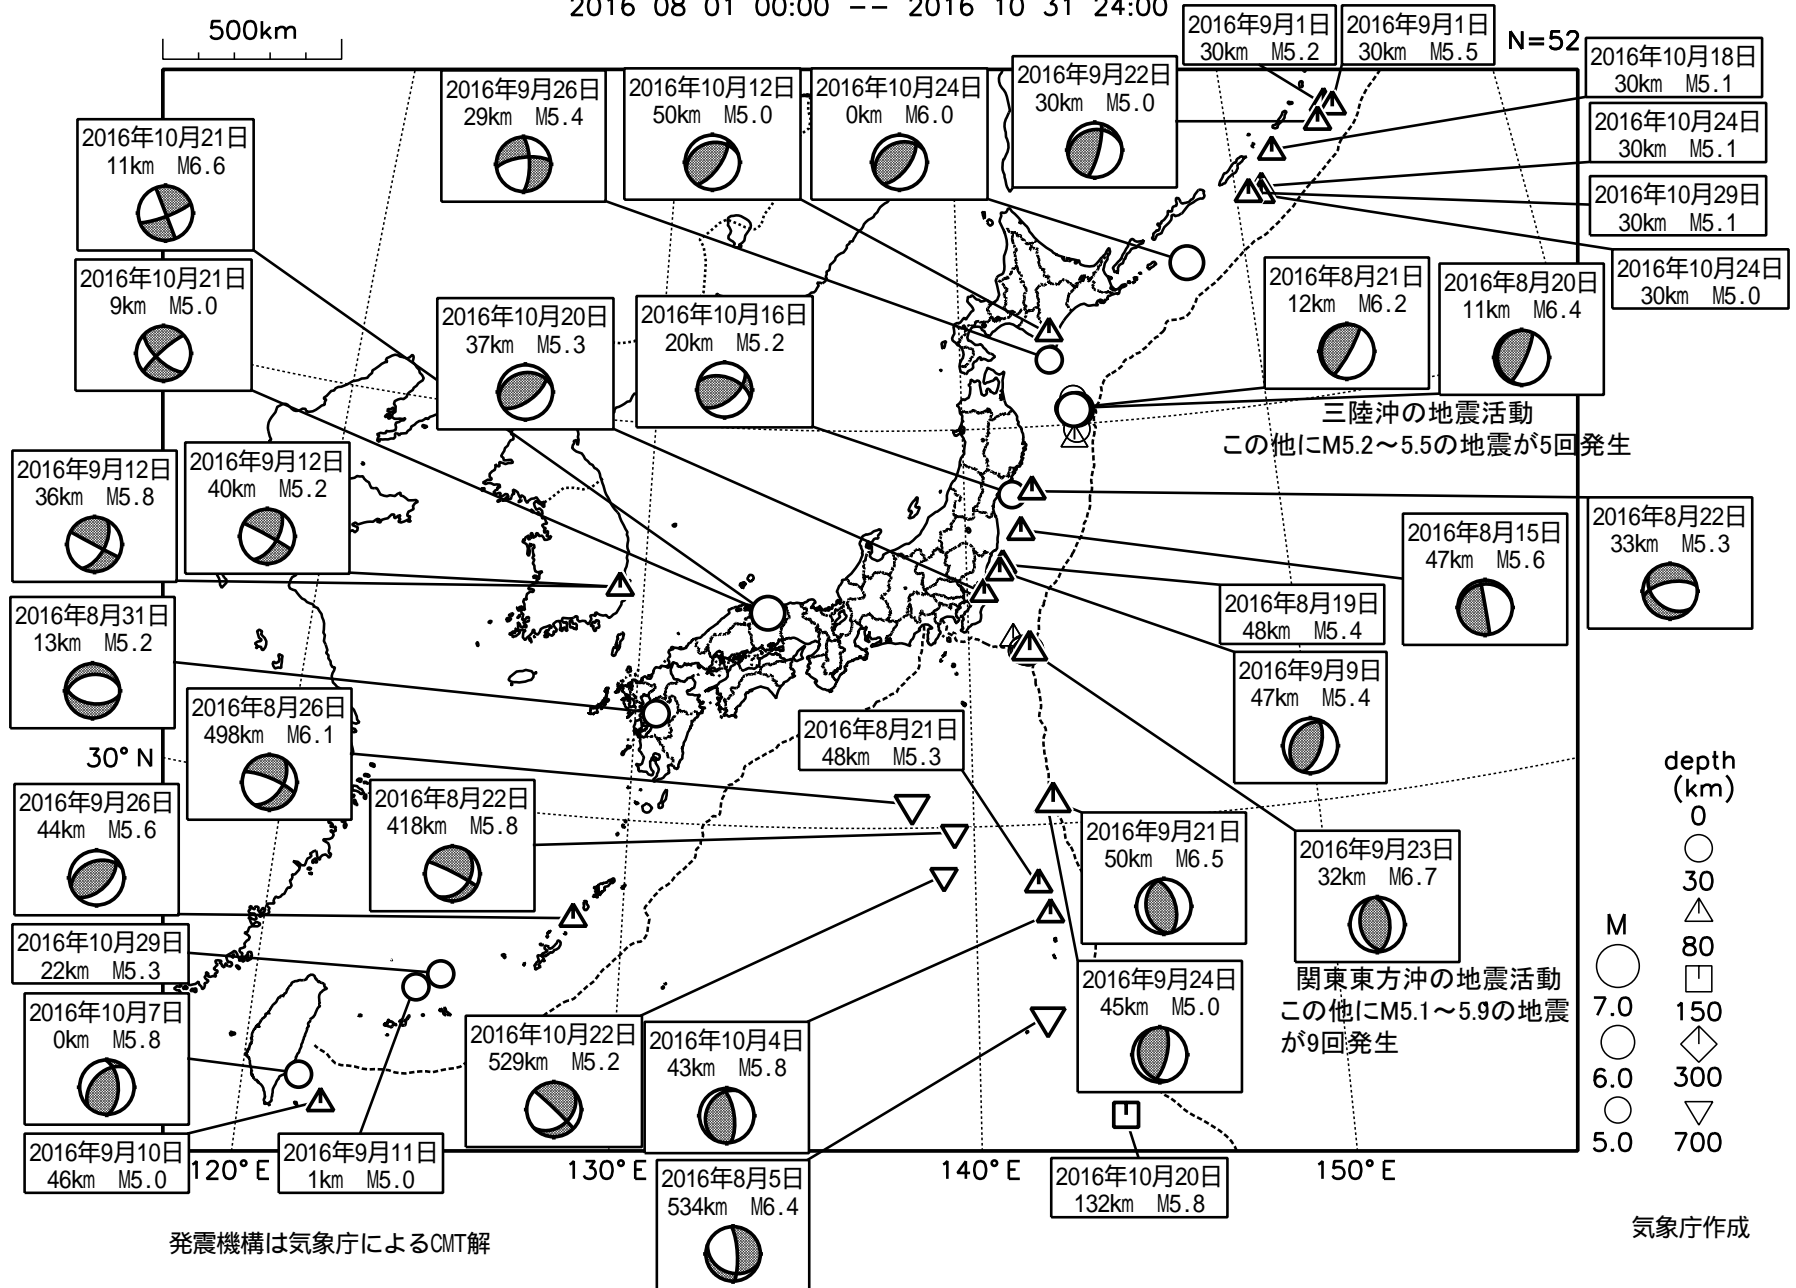 2016 08 01 00:00 -- 2016 10 31 24:00
500km
N=52
2016年9月1日
30km M5.2
2016年9月1日
30km M5.5
2016年10月18日
30km M5.1
2016年9月26日
29km M5.4
2016年10月12日
50km M5.0
2016年10月24日
0km M6.0
2016年9月22日
30km M5.0
2016年10月24日
30km M5.1
2016年10月21日
11km M6.6
2016年10月29日
30km M5.1
2016年10月24日
30km M5.0
2016年10月21日
9km M5.0
2016年10月20日
37km M5.3
2016年10月16日
20km M5.2
2016年8月21日
12km M6.2
2016年8月20日
11km M6.4
三陸沖の地震活動
この他にM5.2～5.5の地震が5回発生
2016年9月12日
36km M5.8
2016年9月12日
40km M5.2
2016年8月15日
47km M5.6
2016年8月22日
33km M5.3
2016年8月31日
13km M5.2
2016年8月19日
48km M5.4
2016年9月9日
47km M5.4
2016年8月26日
498km M6.1
2016年8月21日
48km M5.3
30°N
2016年9月26日
44km M5.6
2016年8月22日
418km M5.8
2016年9月21日
50km M6.5
2016年9月23日
32km M6.7
関東東方沖の地震活動
この他にM5.1～5.9の地震
が9回発生
2016年10月29日
22km M5.3
2016年10月7日
0km M5.8
2016年10月22日
529km M5.2
2016年10月4日
43km M5.8
2016年9月24日
45km M5.0
2016年9月10日
46km M5.0
2016年9月11日
1km M5.0
2016年8月5日
534km M6.4
2016年10月20日
132km M5.8
120°E
130°E
140°E
150°E
depth
(km)
0
30
80
150
300
700
M
7.0
6.0
5.0
発震機構は気象庁によるCMT解
気象庁作成